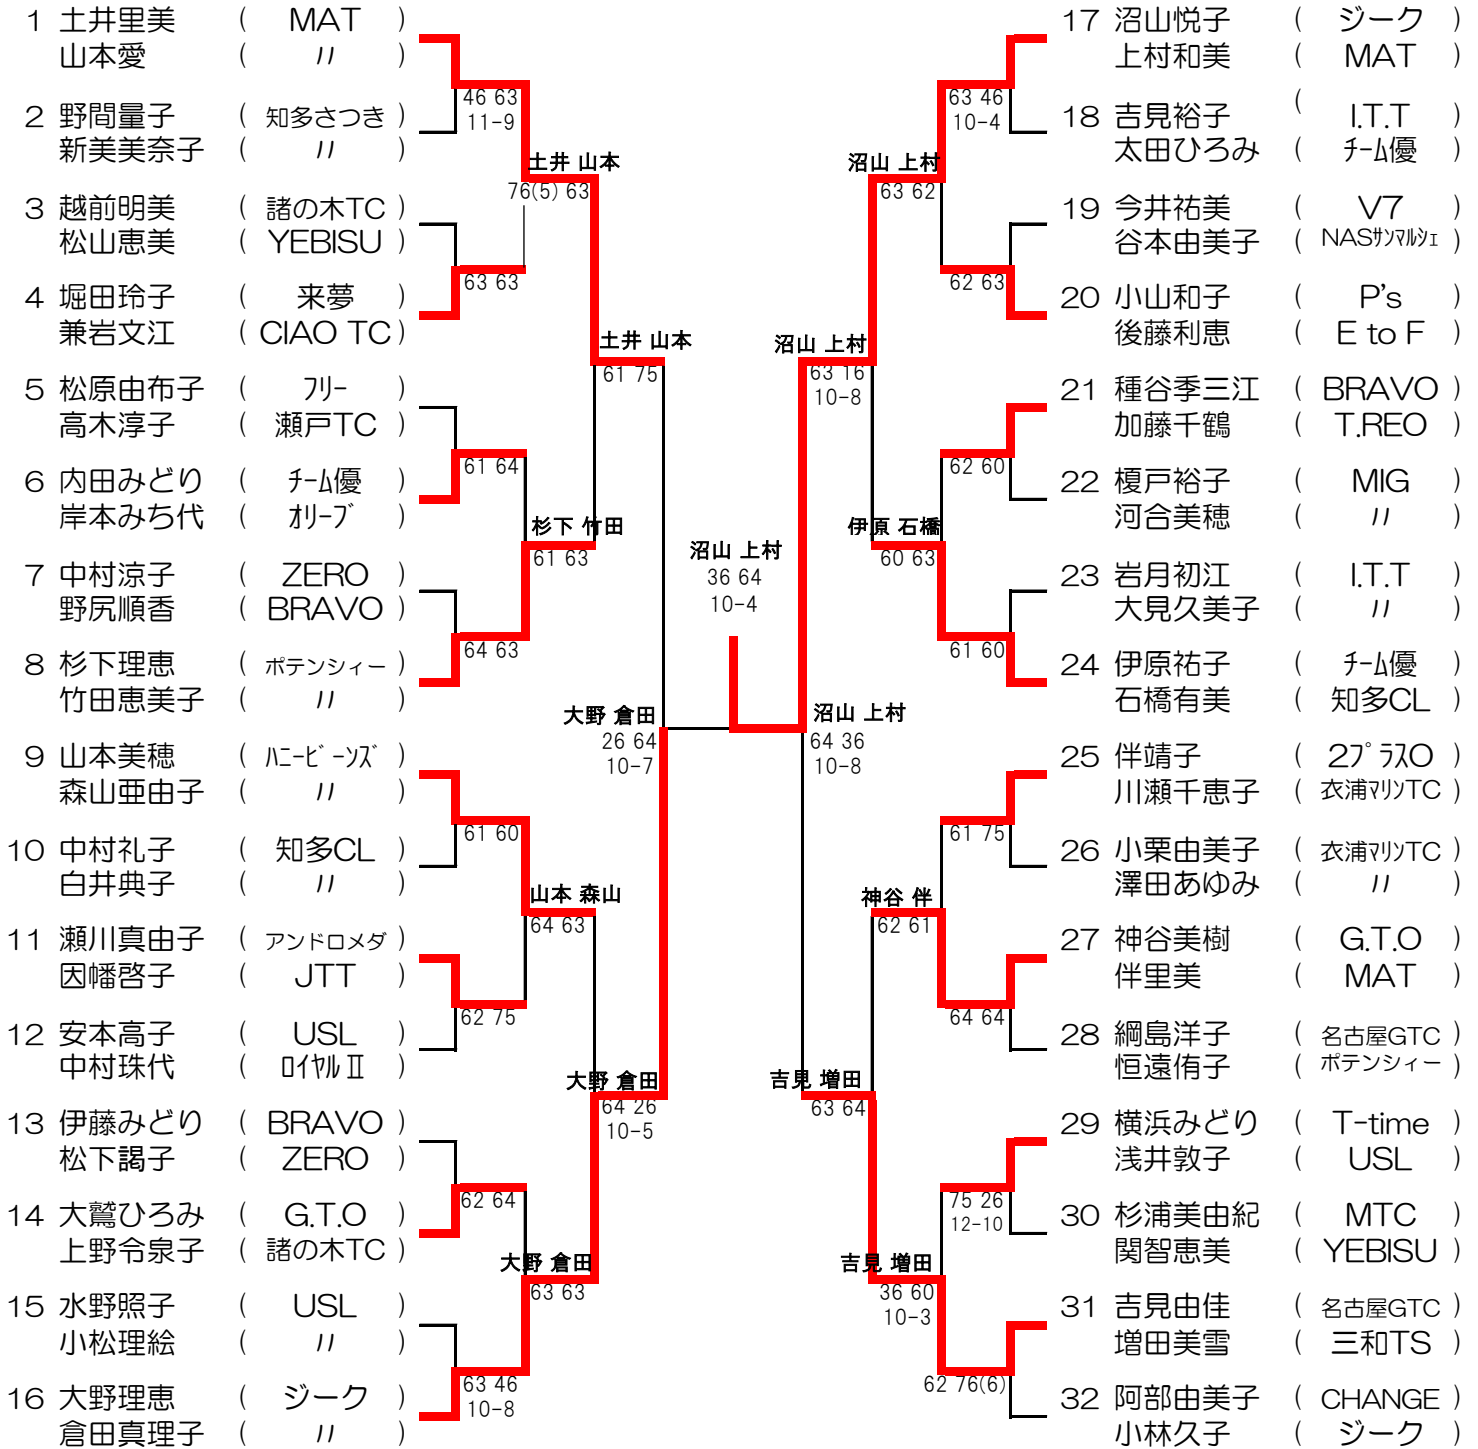 1 土井里美 ( MAT )
山本愛 ( 〃 )
2 野間量子 ( 知多さつき )
新美美奈子 ( 〃 )
3 越前明美 ( 諸の木TC )
松山恵美 ( YEBISU )
4 堀田玲子 ( 来夢 )
兼岩文江 ( CIAO TC )
5 松原由布子 ( フリー )
高木淳子 ( 瀬戸TC )
6 内田みどり ( チーム優 )
岸本みち代 ( オリーブ )
7 中村涼子 ( ZERO )
野尻順香 ( BRAVO )
8 杉下理恵 ( ポテンシィー )
竹田恵美子 ( 〃 )
9 山本美穂 ( ハニービーンズ )
森山亜由子 ( 〃 )
10 中村礼子 ( 知多CL )
白井典子 ( 〃 )
11 瀬川真由子 ( アンドロメダ )
因幡啓子 ( JTT )
12 安本高子 ( USL )
中村珠代 ( ロイヤルⅡ )
13 伊藤みどり ( BRAVO )
松下謁子 ( ZERO )
14 大鷲ひろみ ( G.T.O )
上野令泉子 ( 諸の木TC )
15 水野照子 ( USL )
小松理絵 ( 〃 )
16 大野理恵 ( ジーク )
倉田真理子 ( 〃 )
46 63
11-9
63 63
61 64
64 63
61 60
62 75
62 64
63 46
10-8
土井 山本
76(5) 63
杉下 竹田
61 63
山本 森山
64 63
大野 倉田
63 63
土井 山本
61 75
大野 倉田
64 26
10-5
大野 倉田
26 64
10-7
沼山 上村
36 64
10-4
沼山 上村
64 36
10-8
沼山 上村
63 16
10-8
吉見 増田
63 64
沼山 上村
63 62
伊原 石橋
60 63
神谷 伴
62 61
吉見 増田
36 60
10-3
63 46
10-4
62 63
62 60
61 60
61 75
64 64
75 26
12-10
62 76(6)
17 沼山悦子 ( ジーク )
上村和美 ( MAT )
18 吉見裕子 ( I.T.T )
太田ひろみ ( チーム優 )
19 今井祐美 ( V7 )
谷本由美子 ( NASサンマルシェ )
20 小山和子 ( P's )
後藤利恵 ( E to F )
21 種谷季三江 ( BRAVO )
加藤千鶴 ( T.REO )
22 榎戸裕子 ( MIG )
河合美穂 ( 〃 )
23 岩月初江 ( I.T.T )
大見久美子 ( 〃 )
24 伊原祐子 ( チーム優 )
石橋有美 ( 知多CL )
25 伴靖子 ( 2プラスO )
川瀬千恵子 ( 衣浦マリンTC )
26 小栗由美子 ( 衣浦マリンTC )
澤田あゆみ ( 〃 )
27 神谷美樹 ( G.T.O )
伴里美 ( MAT )
28 綱島洋子 ( 名古屋GTC )
恒遠侑子 ( ポテンシィー )
29 横浜みどり ( T-time )
浅井敦子 ( USL )
30 杉浦美由紀 ( MTC )
関智恵美 ( YEBISU )
31 吉見由佳 ( 名古屋GTC )
増田美雪 ( 三和TS )
32 阿部由美子 ( CHANGE )
小林久子 ( ジーク )